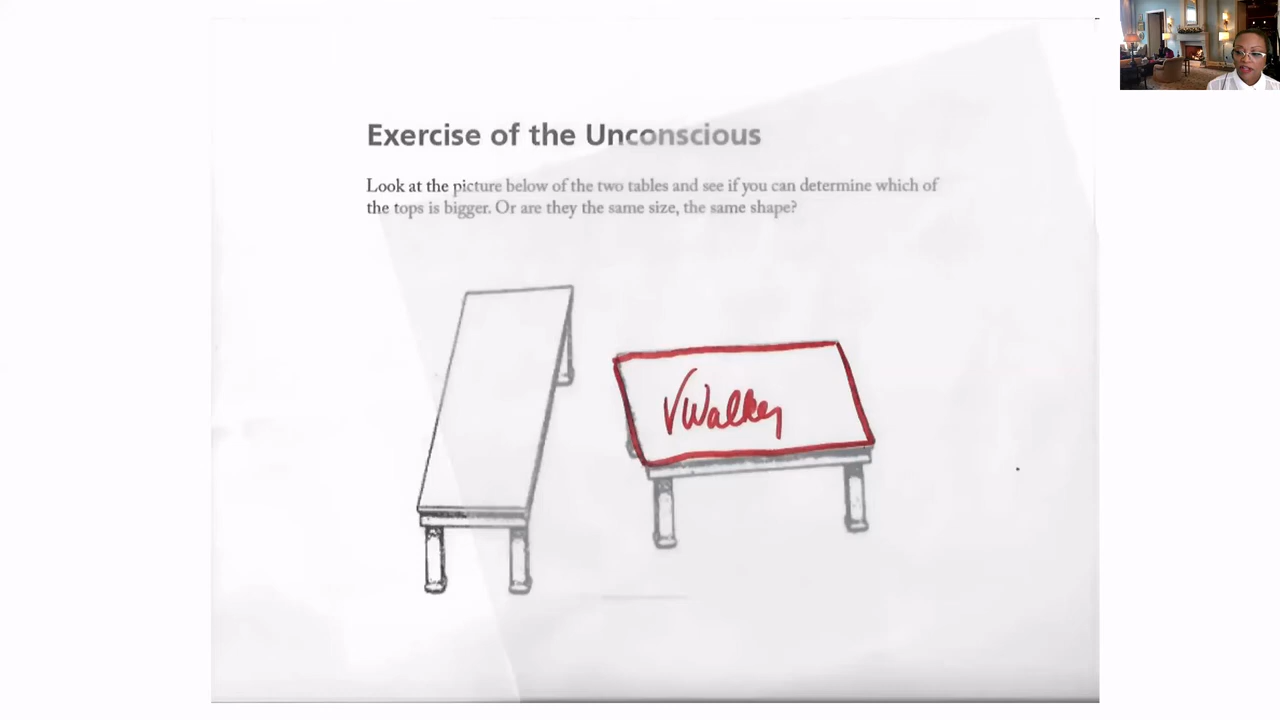 Exercise of the Unconscious
Look at the picture below of the two tables and see if you can determine which of
the tops is bigger. Or are they the same size, the same shape?
VWalker